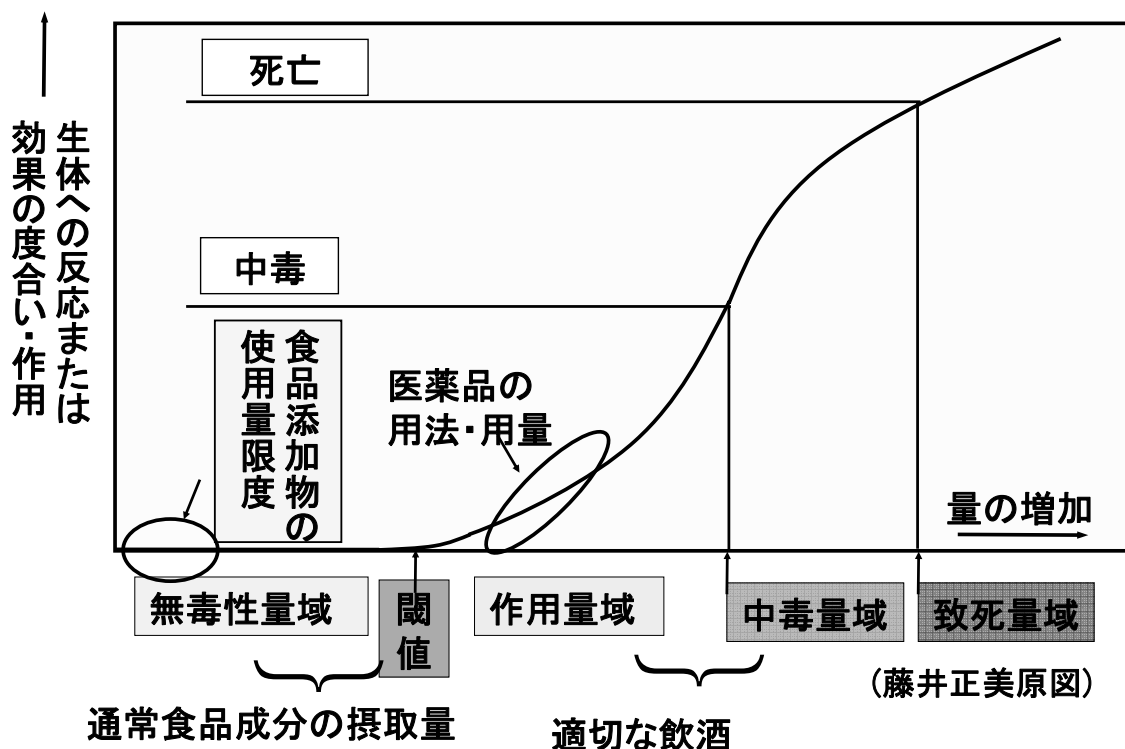 死亡
生体への反応または
効果の度合い・作用
中毒
食品添加物の
使用量限度
医薬品の
用法・用量
量の増加
無毒性量域
閾
値
作用量域
中毒量域
致死量域
（藤井正美原図）
通常食品成分の摂取量
適切な飲酒